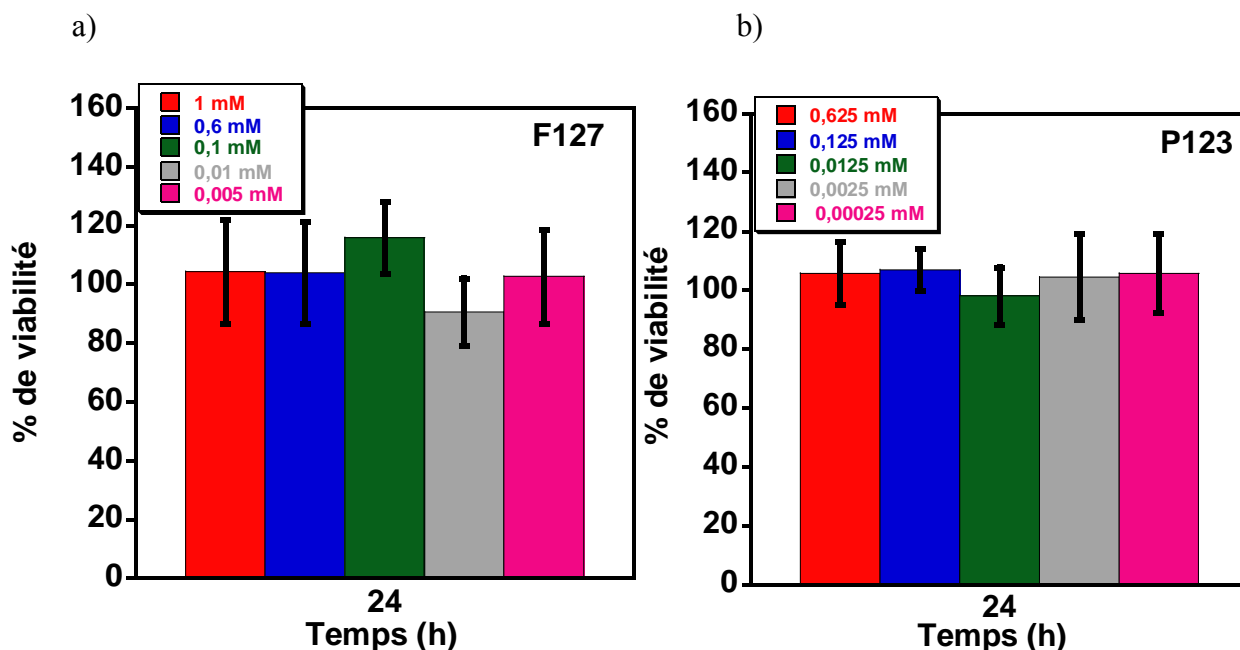 a)
1 mM
0,6 mM
0,1 mM
0,01 mM
0,005 mM
F127
160
140
120
100
80
60
40
20
0
% de viabilité
24
Temps (h)
b)
0,625 mM
0,125 mM
0,0125 mM
0,0025 mM
0,00025 mM
P123
160
140
120
100
80
60
40
20
0
% de viabilité
24
Temps (h)